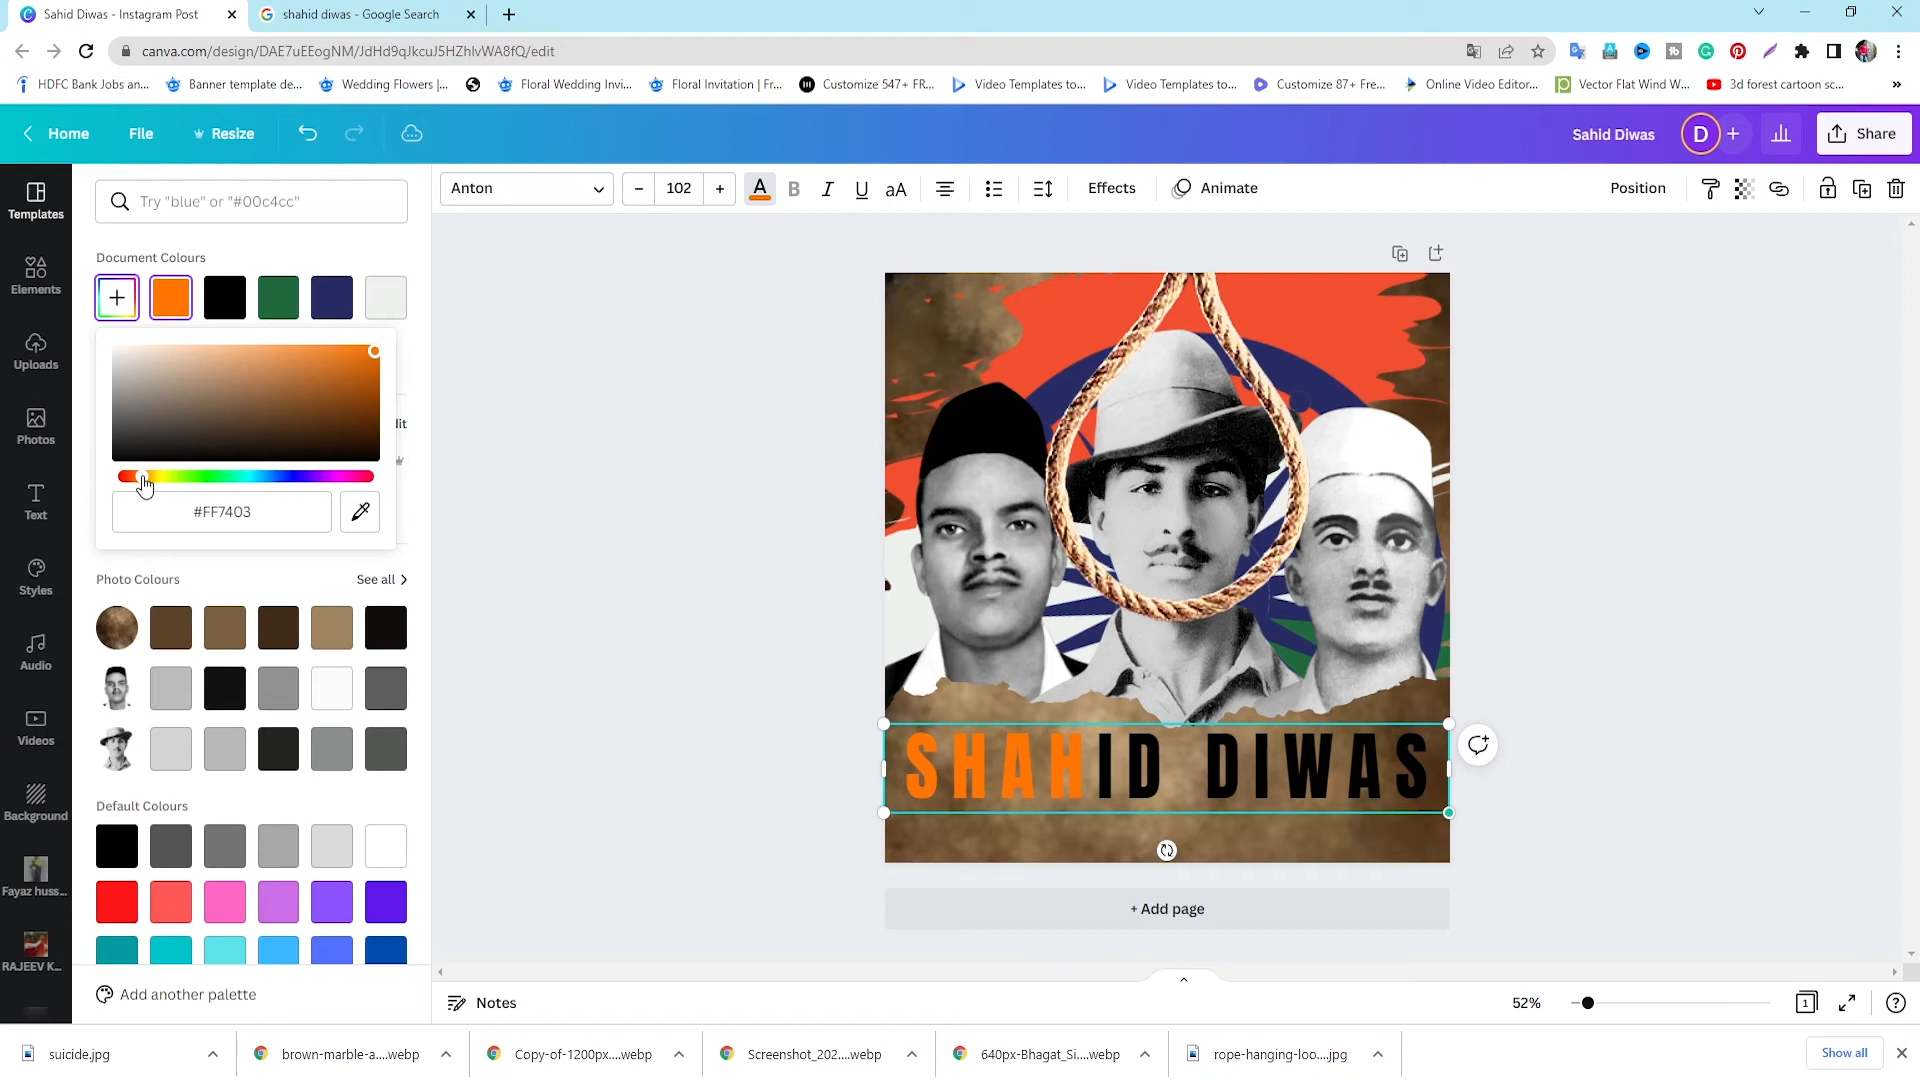 Sahid Diwas - Instagram Post
shahid diwas - Google Search
canva.com/design/DAE7uEEogNM/JdHd9qJkcuJ5HZhlvWA8fQ/edit
HDFC Bank Jobs an...
Banner template de...
Wedding Flowers |...
Floral Wedding Invi...
Floral Invitation | Fr...
Customize 547+ FR...
Video Templates to...
Video Templates to...
Customize 87+ Fre...
Online Video Editor...
Vector Flat Wind W...
3d forest cartoon sc...
Home
File
Resize
Sahid Diwas
D
Share
Templates
Elements
Uploads
Photos
Text
Styles
Audio
Videos
Background
Fayaz huss...
RAJEEV K...
Try "blue" or "#00c4cc"
Document Colours
dit
#FF7403
Photo Colours
See all
Default Colours
Add another palette
Anton
102
A
B
I
U
aA
Effects
Animate
Position
SHAHID DIWAS
+ Add page
Notes
52%
1
suicide.jpg
brown-marble-a....webp
Copy-of-1200px....webp
Screenshot_202....webp
640px-Bhagat_Si....webp
rope-hanging-loo....jpg
Show all